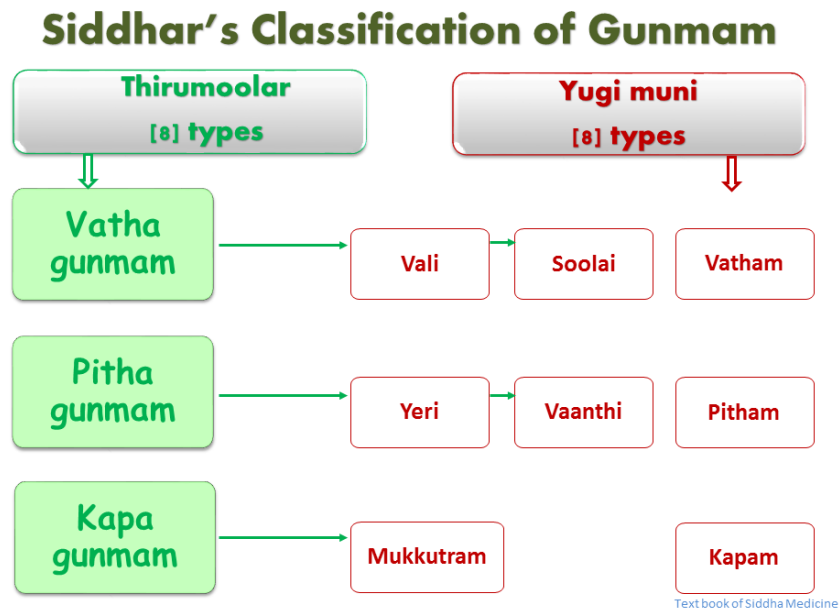 Siddhar's Classification of Gunmam
Thirumoolar
[8] types
Yugi muni
[8] types
Vatha
gunmam
Vali
Soolai
Vatham
Pitha
gunmam
Yeri
Vaanthi
Pitham
Kapa
gunmam
Mukkutram
Kapam
Text book of Siddha Medicine